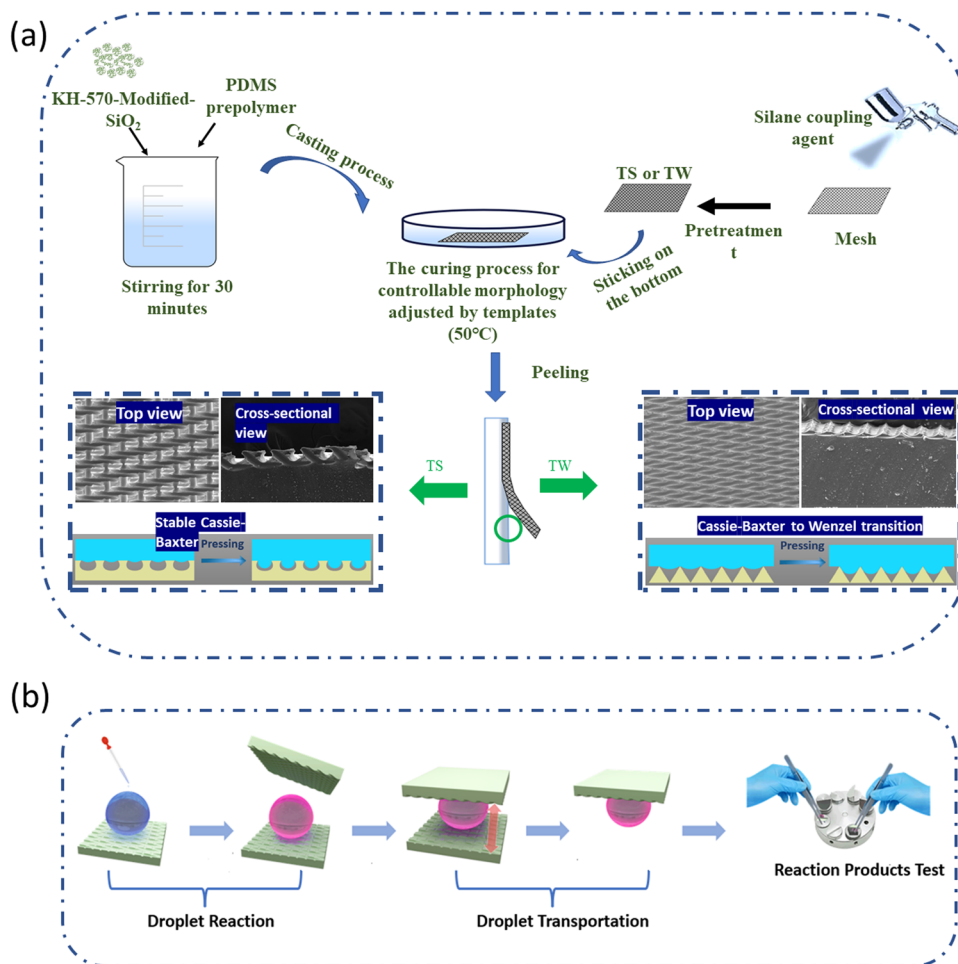 (a)
KH-570-Modified-
SiO₂
PDMS
prepolymer
Casting process
Silane coupling
agent
TS or TW
Pretreatmen
t
Mesh
Stirring for 30
minutes
The curing process for
controllable morphology
adjusted by templates
(50°C)
Sticking on
the bottom
Peeling
Top view
Cross-sectional
view
TS
TW
Top view
Cross-sectional view
Stable Cassie-
Baxter
Pressing
Cassie-Baxter to Wenzel transition
Pressing
(b)
Droplet Reaction
Droplet Transportation
Reaction Products Test